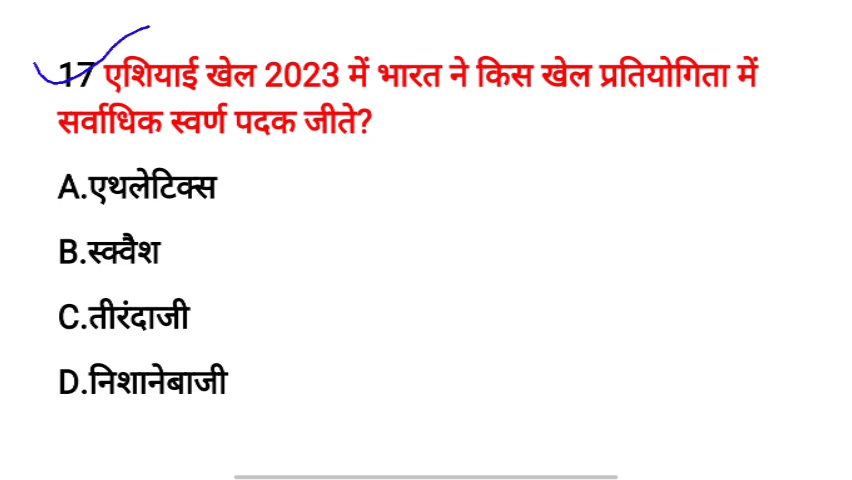 17 एशियाई खेल 2023 में भारत ने किस खेल प्रतियोगिता में
सर्वाधिक स्वर्ण पदक जीते?
A.एथलेटिक्स
B.स्क्वैश
C.तीरंदाजी
D.निशानेबाजी